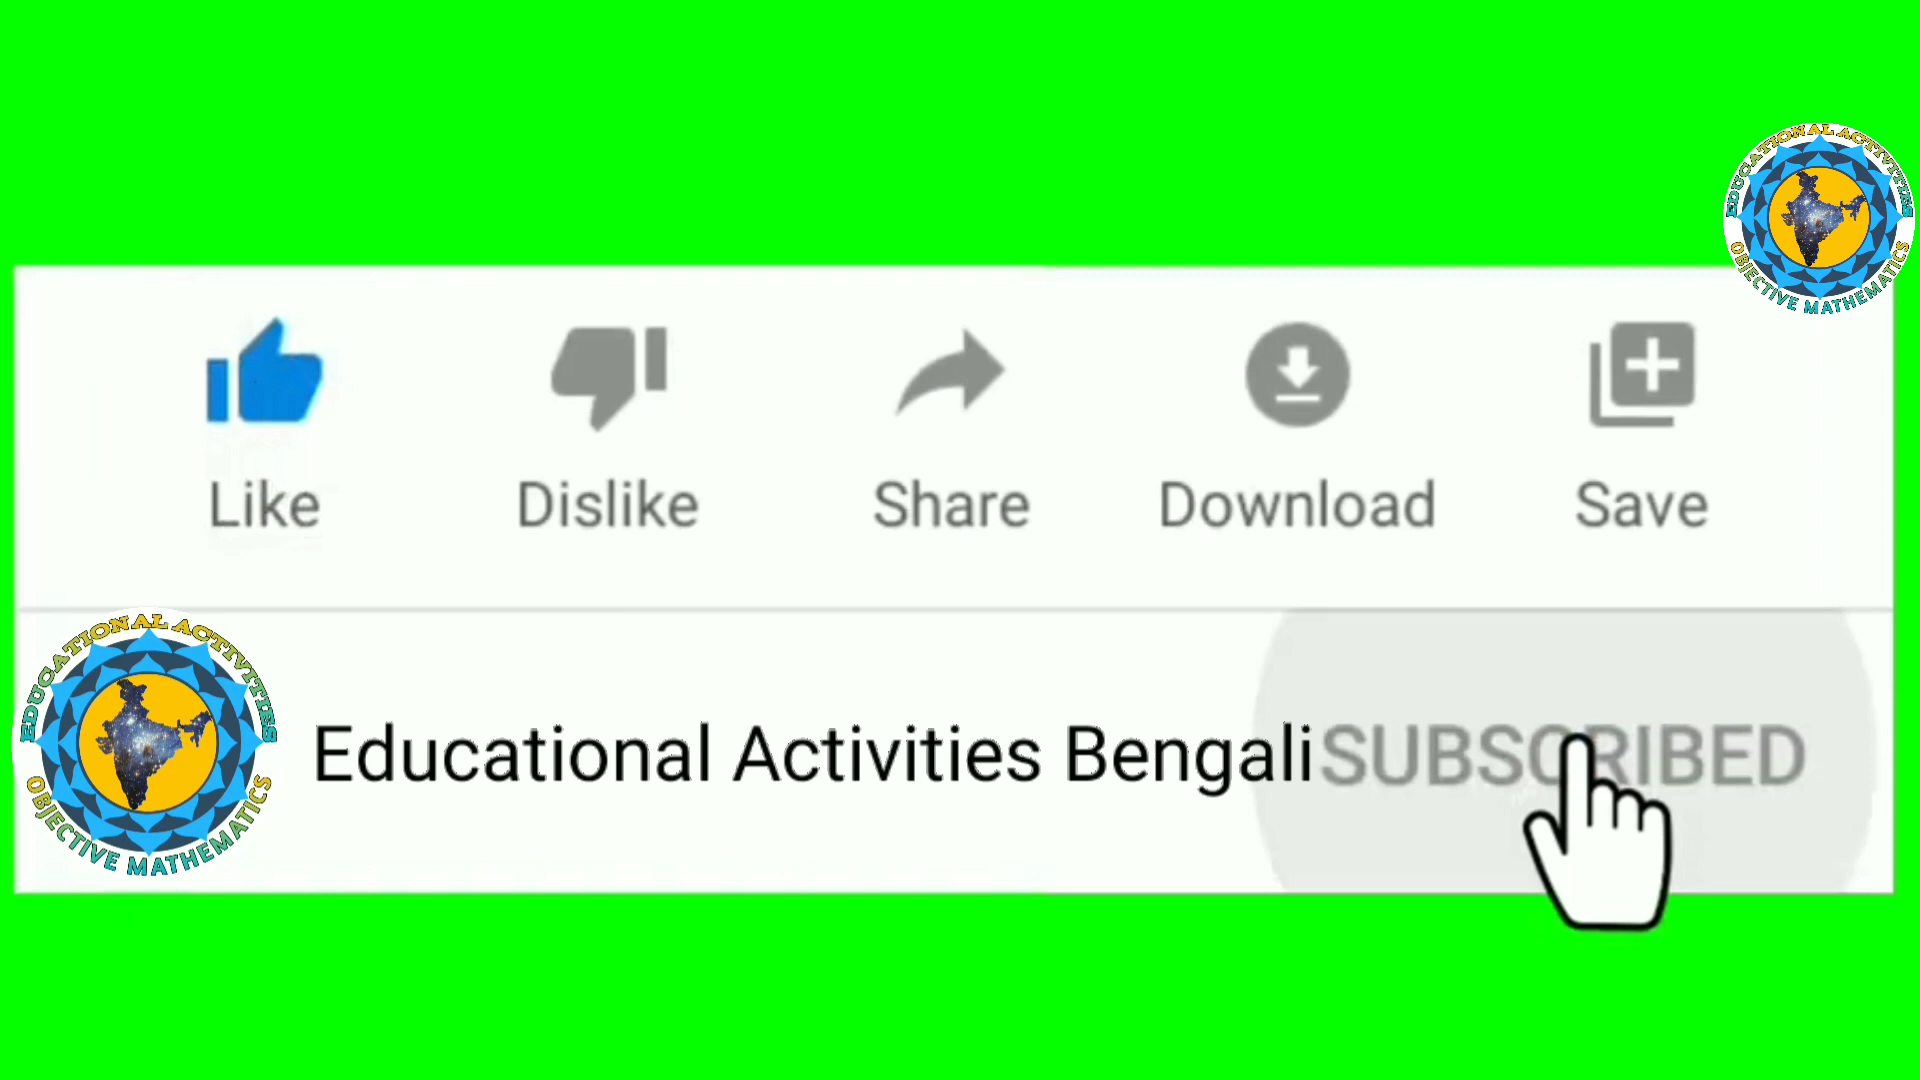 EDUCATIONAL ACTIVITIES
OBJECTIVE MATHEMATICS
Like Dislike Share Download Save
EDUCATIONAL ACTIVITIES
OBJECTIVE MATHEMATICS
Educational Activities Bengali SUBSCRIBED